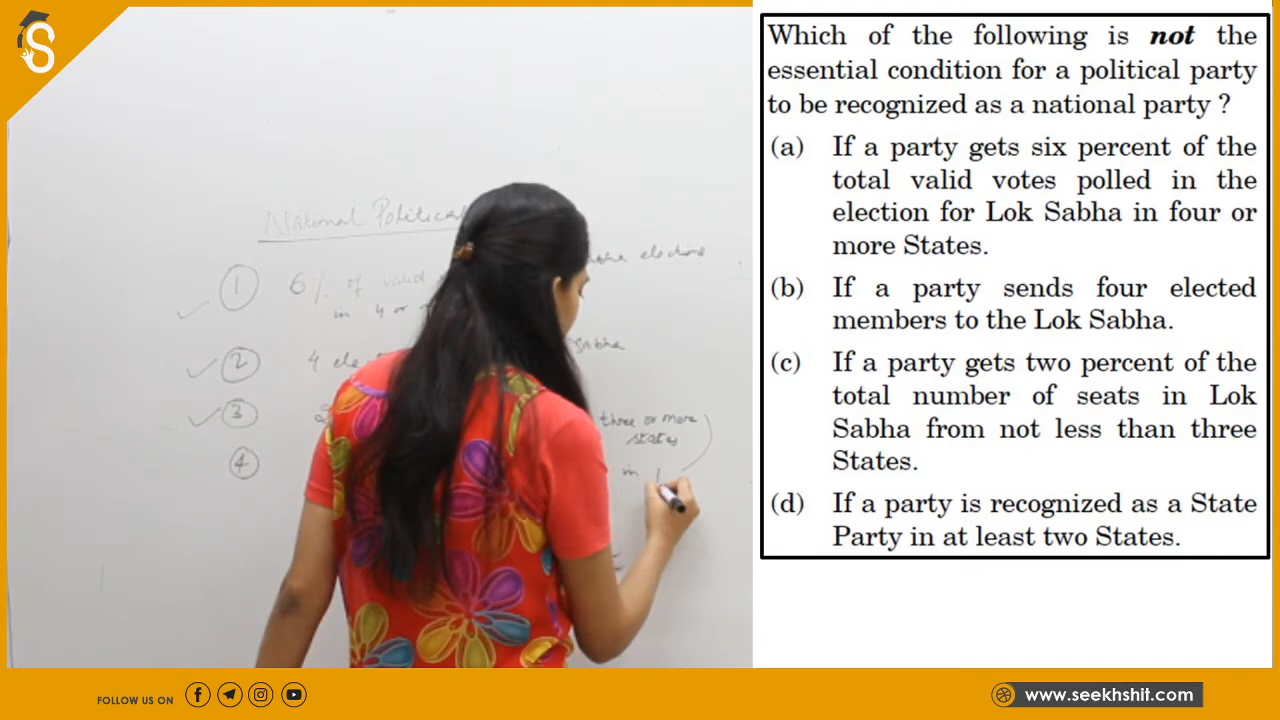 National Political
1 6% of valid
sabha elections
in 4 or
2 4 ele
sabha
3
three or more
states
4
in
Which of the following is not the
essential condition for a political party
to be recognized as a national party ?
(a) If a party gets six percent of the
total valid votes polled in the
election for Lok Sabha in four or
more States.
(b) If a party sends four elected
members to the Lok Sabha.
(c) If a party gets two percent of the
total number of seats in Lok
Sabha from not less than three
States.
(d) If a party is recognized as a State
Party in at least two States.
FOLLOW US ON
www.seekhshit.com